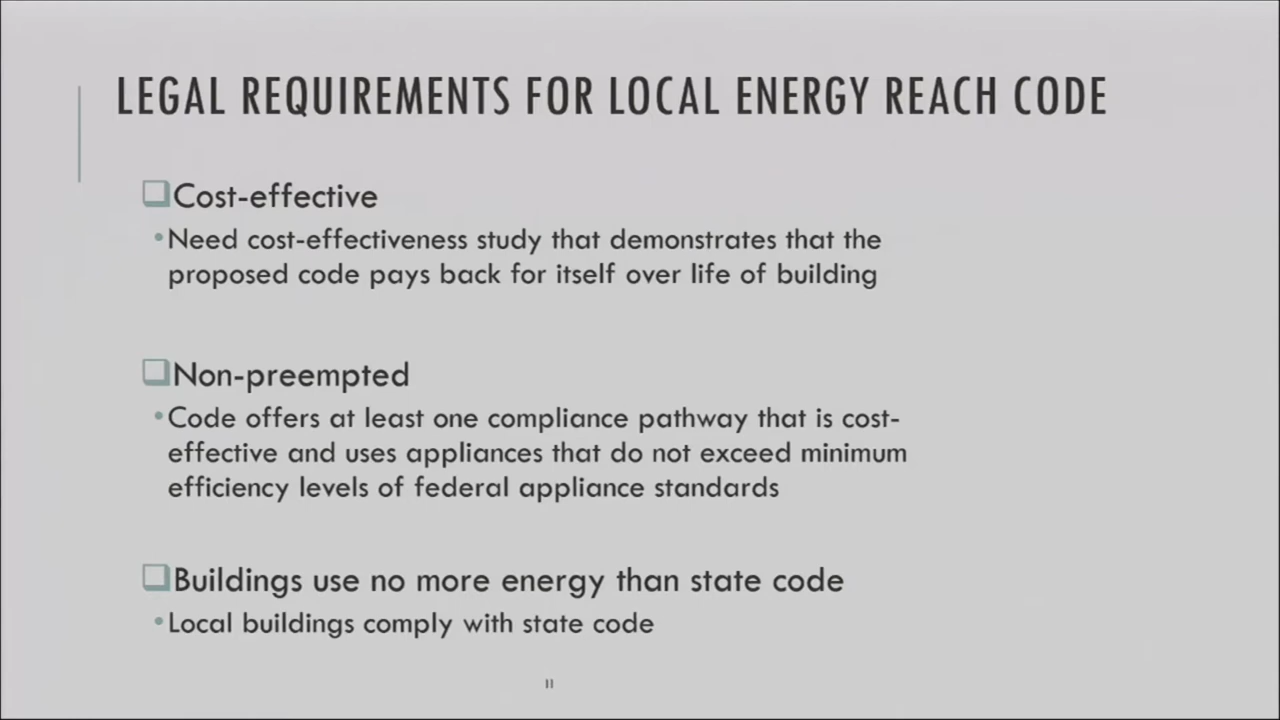 LEGAL REQUIREMENTS FOR LOCAL ENERGY REACH CODE
❑Cost-effective
•Need cost-effectiveness study that demonstrates that the
proposed code pays back for itself over life of building
❑Non-preempted
•Code offers at least one compliance pathway that is cost-
effective and uses appliances that do not exceed minimum
efficiency levels of federal appliance standards
❑Buildings use no more energy than state code
•Local buildings comply with state code
11